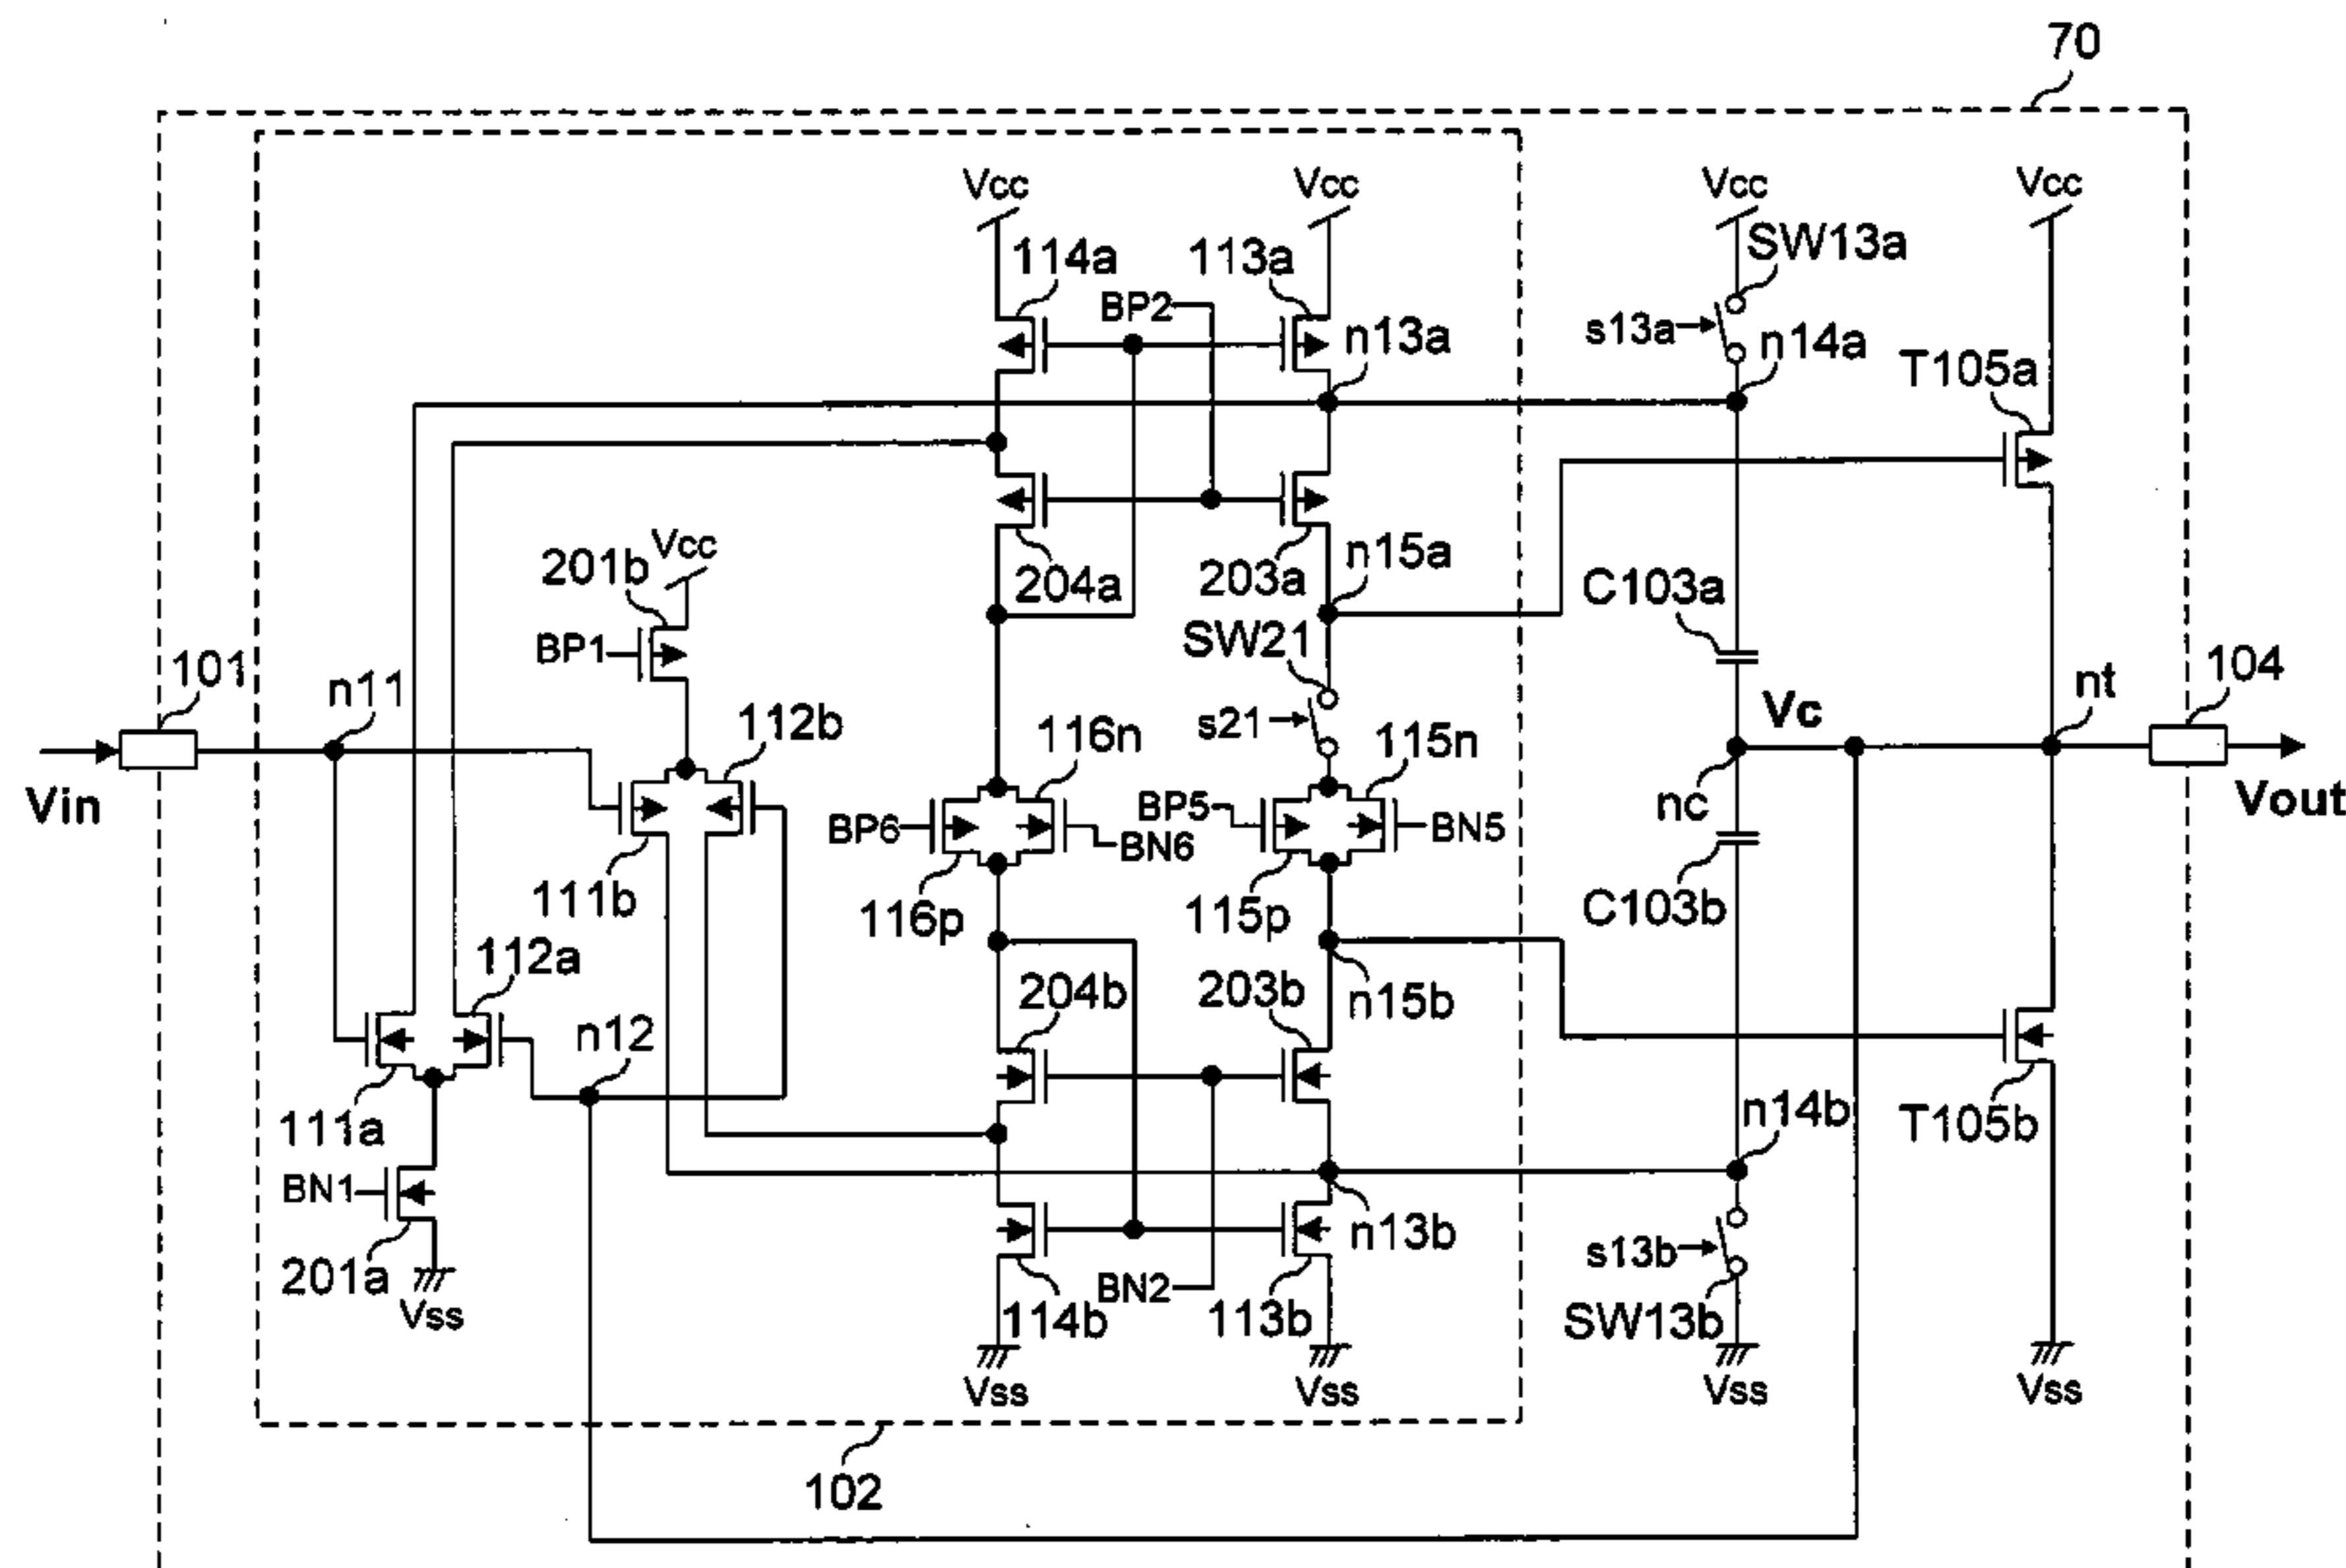 70
Vcc
Vcc
Vcc
Vcc
SW13a
114a
113a
BP2
n13a
s13a
n14a
T105a
201b
Vcc
204a
203a
n15a
C103a
BP1
SW21
101
n11
112b
116n
s21
115n
Vc
nt
104
Vin
BP6
BN6
BP5
BN5
nc
Vout
111b
116p
115p
C103b
112a
204b
203b
n15b
n12
111a
n14b
T105b
BN1
n13b
201a
BN2
s13b
Vss
114b
113b
SW13b
Vss
Vss
Vss
Vss
102